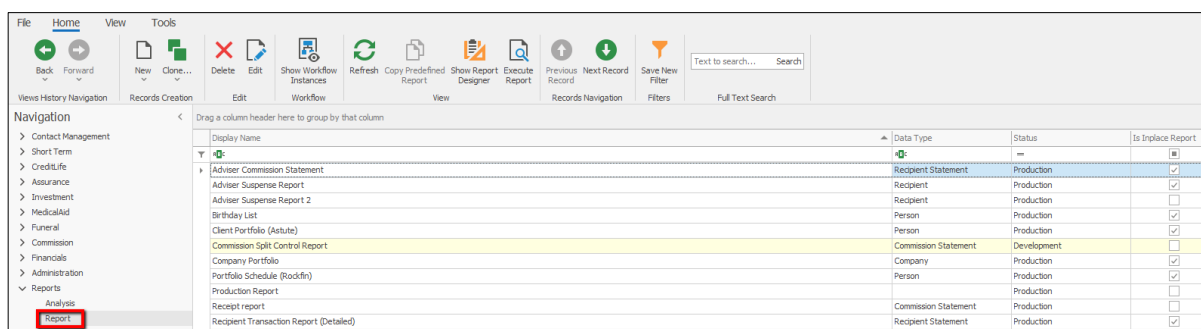 File Home View Tools
Back Forward New Clone... Delete Edit Show Workflow Instances Refresh Copy Predefined Report Show Report Designer Execute Report Previous Record Next Record Save New Filter Text to search... Search
Views History Navigation Records Creation Edit Workflow View Records Navigation Filters Full Text Search
Navigation
Contact Management
Short Term
CreditLife
Assurance
Investment
MedicalAid
Funeral
Commission
Financials
Administration
Reports
Analysis
Report
Drag a column header here to group by that column
Display Name Data Type Status Is Inplace Report
Adviser Commission Statement Recipient Statement Production
Adviser Suspense Report Recipient Production
Adviser Suspense Report 2 Recipient Production
Birthday List Person Production
Client Portfolio (Astute) Person Production
Commission Split Control Report Commission Statement Development
Company Portfolio Company Production
Portfolio Schedule (Rockfin) Person Production
Production Report Production
Receipt report Commission Statement Production
Recipient Transaction Report (Detailed) Recipient Statement Production